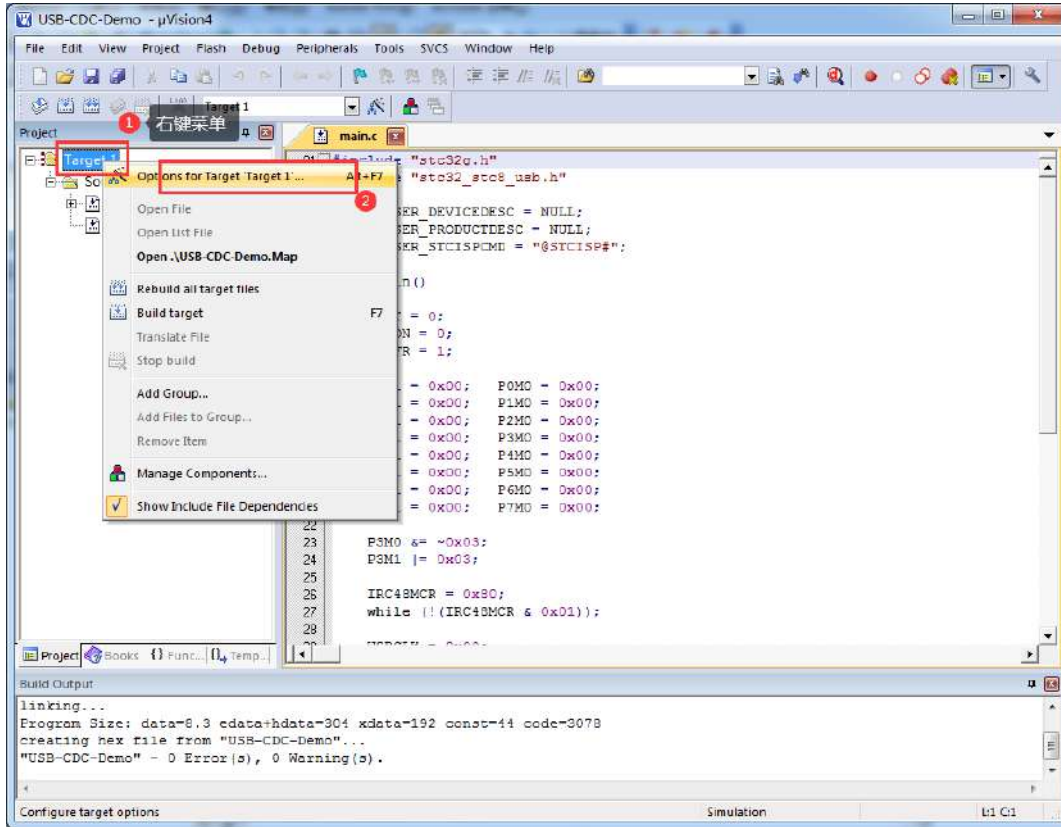 USB-CDC-Demo - µVision4
File Edit View Project Flash Debug Peripherals Tools SVCS Window Help
Target 1
1 右键菜单
Project
main.c
Target 1
Options for Target 'Target 1'... Alt+F7
2
Open File
Open List File
Open .\USB-CDC-Demo.Map
Rebuild all target files
Build target F7
Translate File
Stop build
Add Group...
Add Files to Group...
Remove Item
Manage Components...
Show Include File Dependencies
"stc32g.h"
"stc32_stc8_usb.h"
SER_DEVICEDESC = NULL;
SER_PRODUCTDESC = NULL;
SER_STCISPCMD = "@STCISP#";
n()
= 0;
N = 0;
R = 1;
= 0x00; P0M0 = 0x00;
= 0x00; P1M0 = 0x00;
= 0x00; P2M0 = 0x00;
= 0x00; P3M0 = 0x00;
= 0x00; P4M0 = 0x00;
= 0x00; P5M0 = 0x00;
= 0x00; P6M0 = 0x00;
= 0x00; P7M0 = 0x00;
22
23 P3M0 &= ~0x03;
24 P3M1 |= 0x03;
25
26 IRC48MCR = 0x80;
27 while (!(IRC48MCR & 0x01));
28
Project Books {} Func... Temp...
Build Output
linking...
Program Size: data=8.3 edata+hdata=304 xdata=192 const=44 code=3078
creating hex file from "USB-CDC-Demo"...
"USB-CDC-Demo" - 0 Error(s), 0 Warning(s).
Configure target options Simulation L:1 C:1